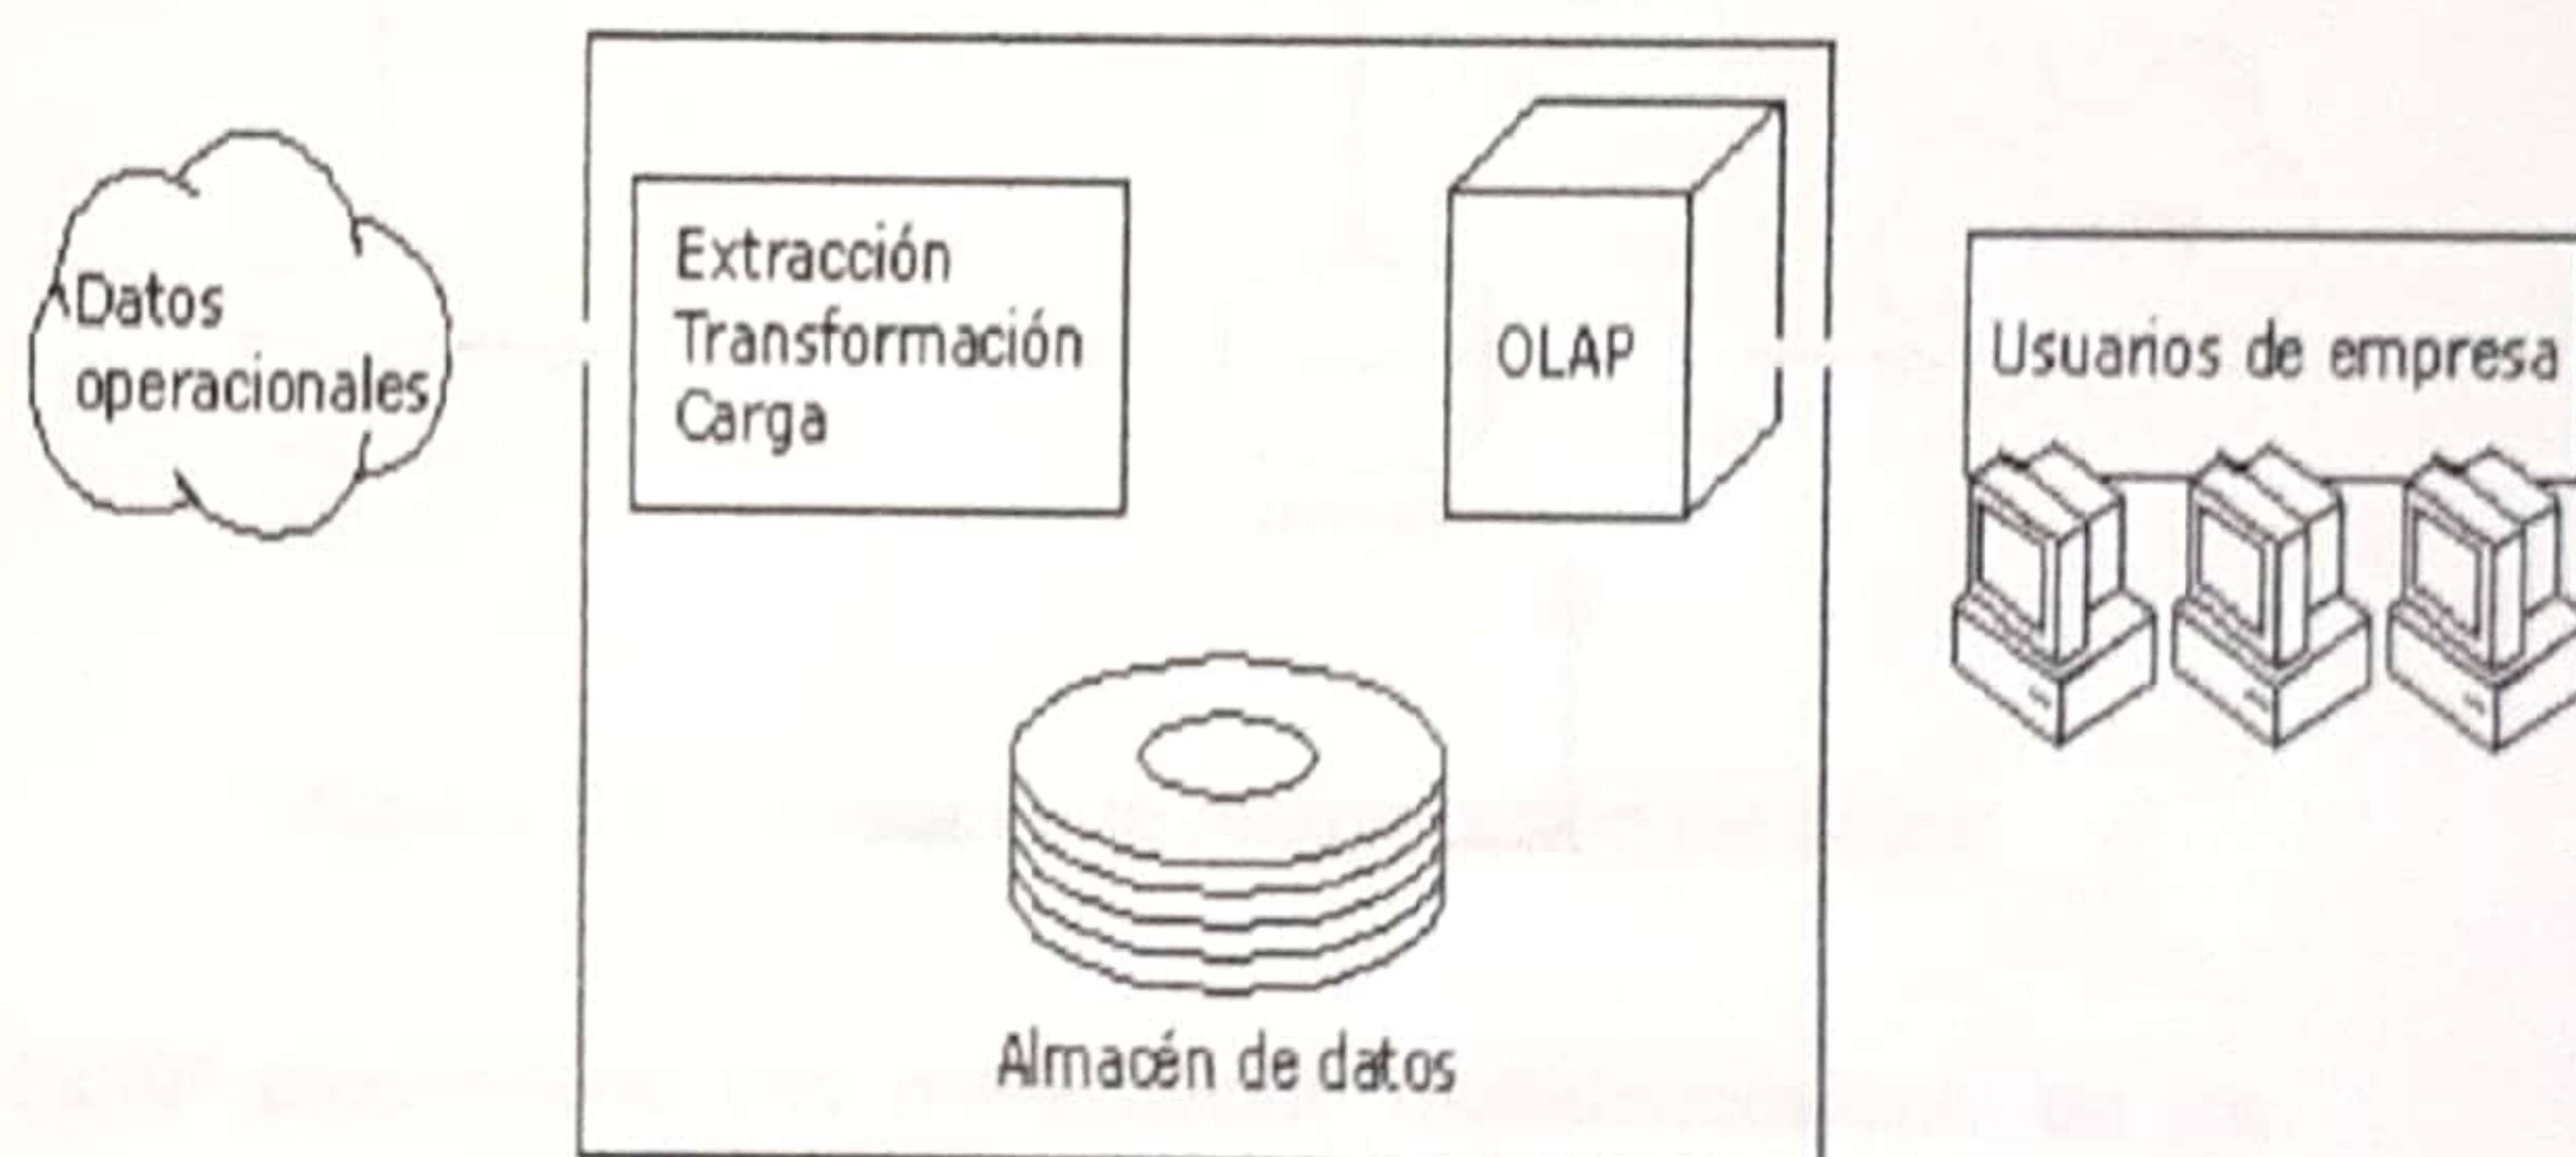 Datos
operacionales
Extracción
Transformación
Carga
OLAP
Usuarios de empresa
Almacén de datos